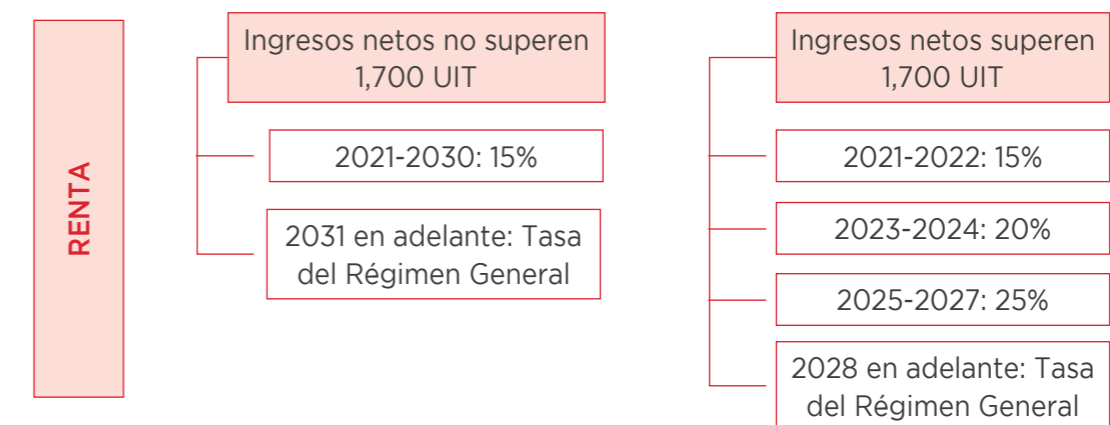 RENTA
Ingresos netos no superen
1,700 UIT
2021-2030: 15%
2031 en adelante: Tasa
del Régimen General
Ingresos netos superen
1,700 UIT
2021-2022: 15%
2023-2024: 20%
2025-2027: 25%
2028 en adelante: Tasa
del Régimen General